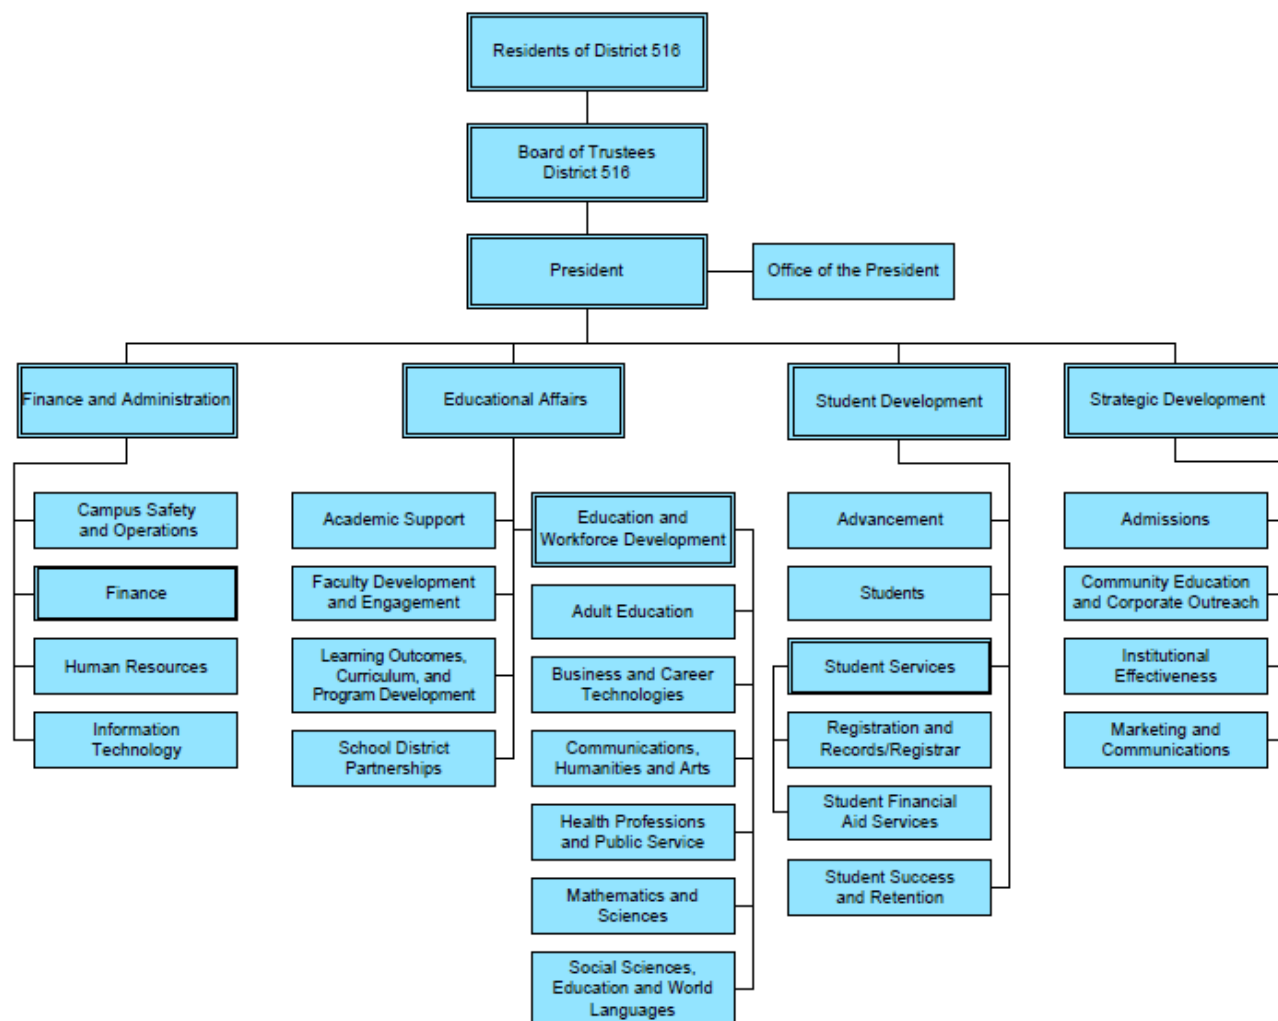 Residents of District 516
Board of Trustees
District 516
President
Office of the President
Finance and Administration
Educational Affairs
Student Development
Strategic Development
Campus Safety
and Operations
Finance
Human Resources
Information
Technology
Academic Support
Faculty Development
and Engagement
Learning Outcomes,
Curriculum, and
Program Development
School District
Partnerships
Education and
Workforce Development
Adult Education
Business and Career
Technologies
Communications,
Humanities and Arts
Health Professions
and Public Service
Mathematics and
Sciences
Social Sciences,
Education and World
Languages
Advancement
Students
Student Services
Registration and
Records/Registrar
Student Financial
Aid Services
Student Success
and Retention
Admissions
Community Education
and Corporate Outreach
Institutional
Effectiveness
Marketing and
Communications